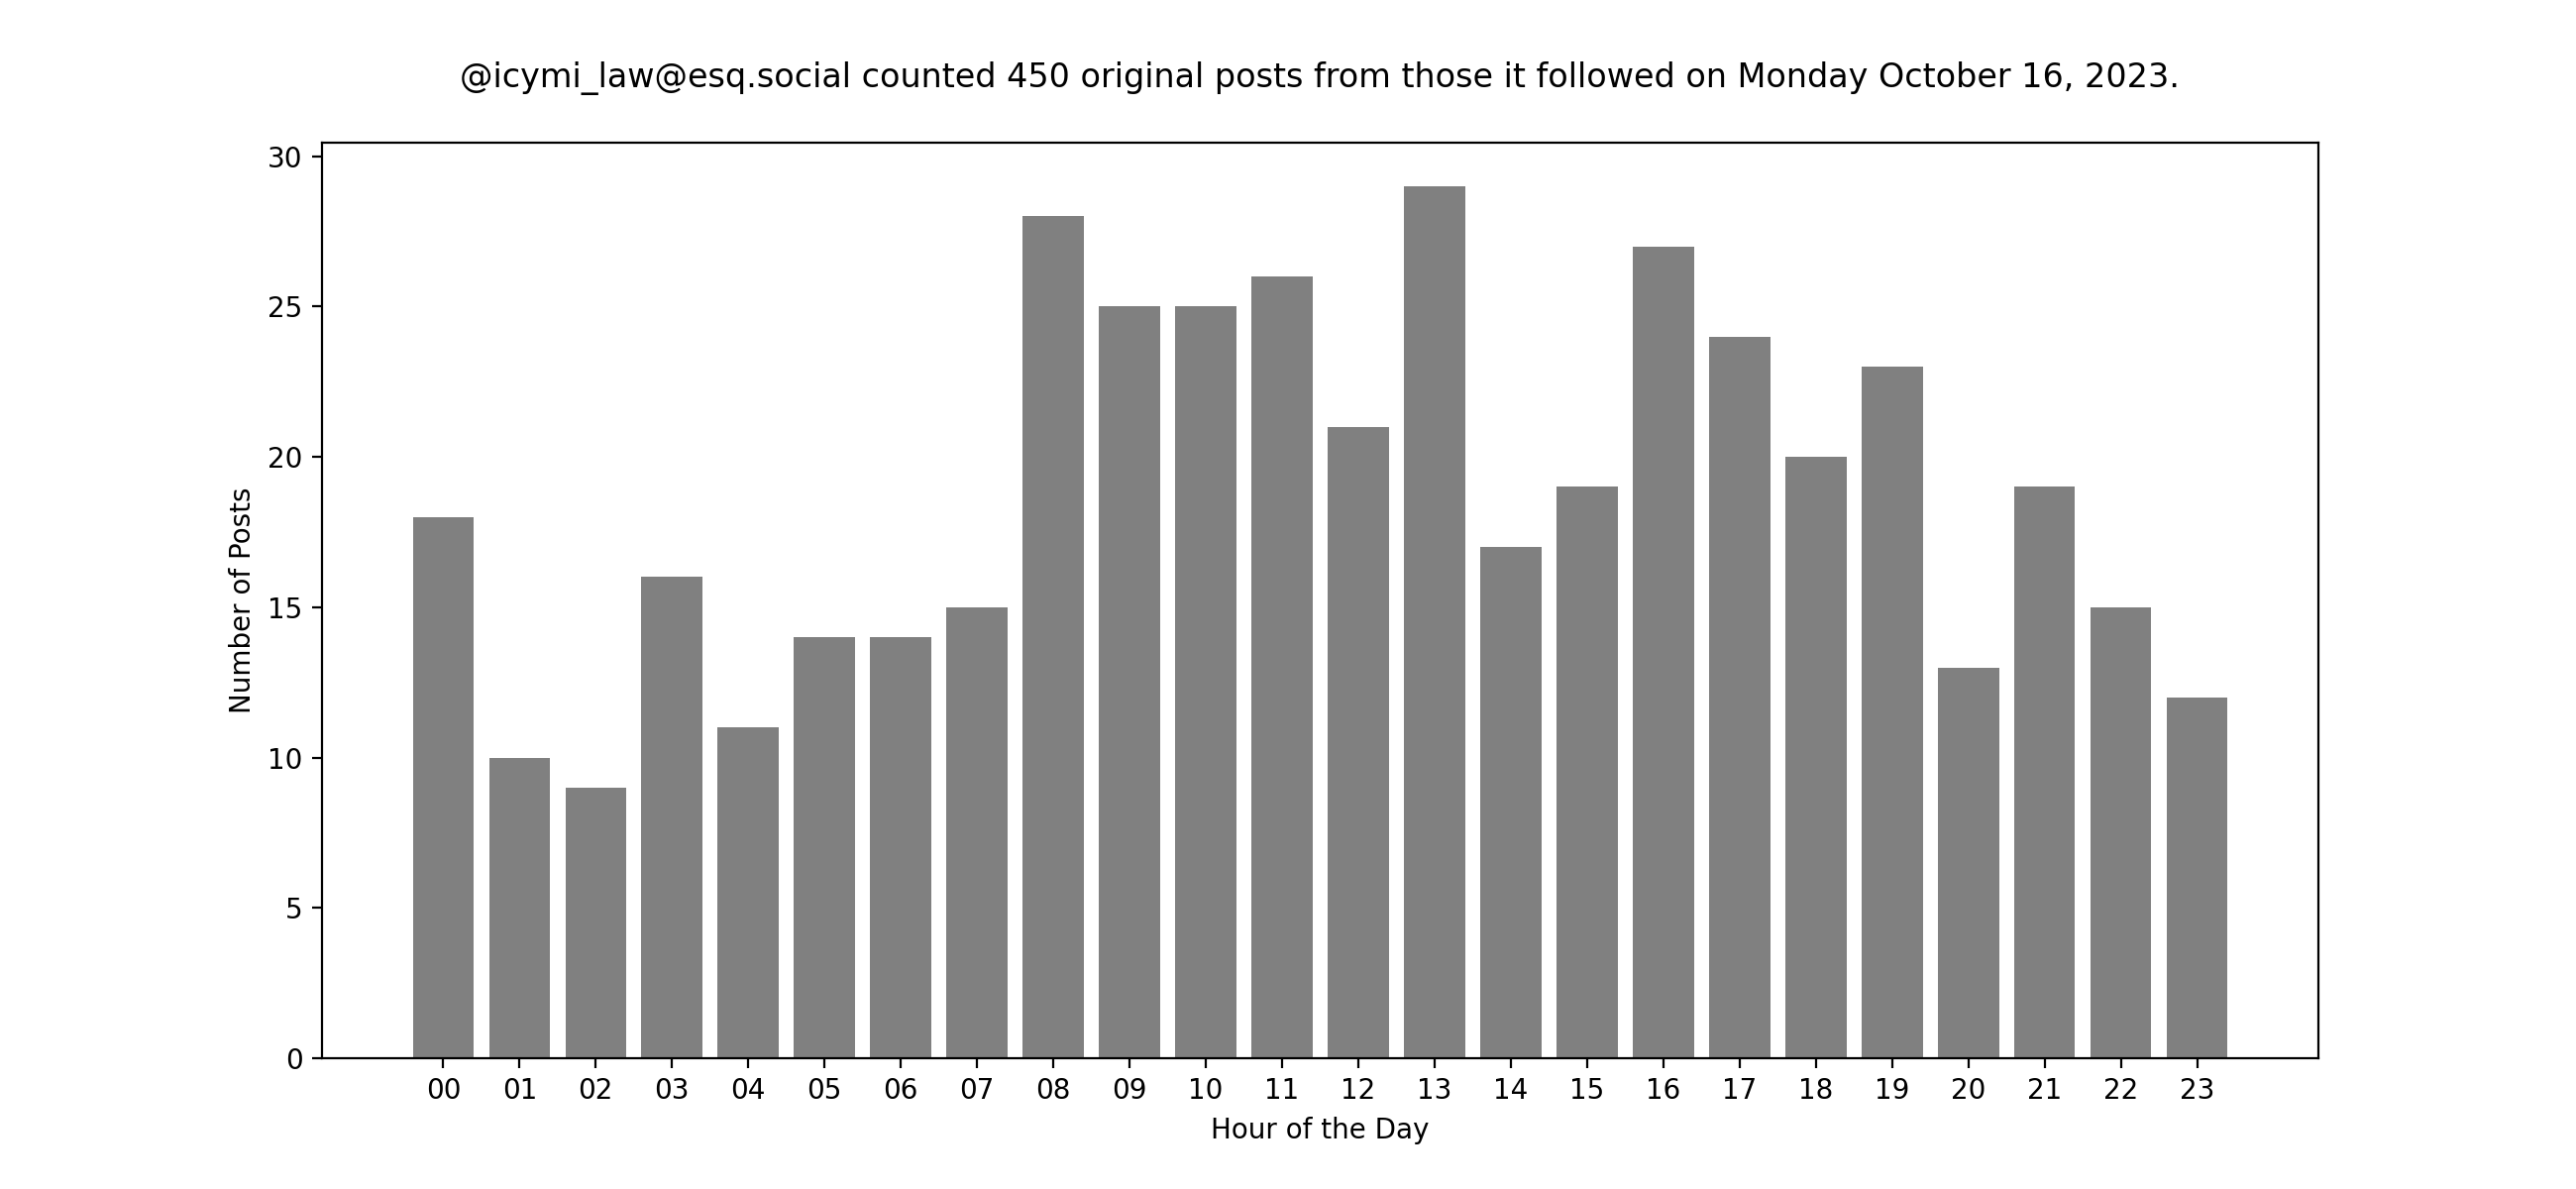 @icymi_law@esq.social counted 450 original posts from those it followed on Monday October 16, 2023.
30
25
20
15
10
5
0
Number of Posts
00 01 02 03 04 05 06 07 08 09 10 11 12 13 14 15 16 17 18 19 20 21 22 23
Hour of the Day